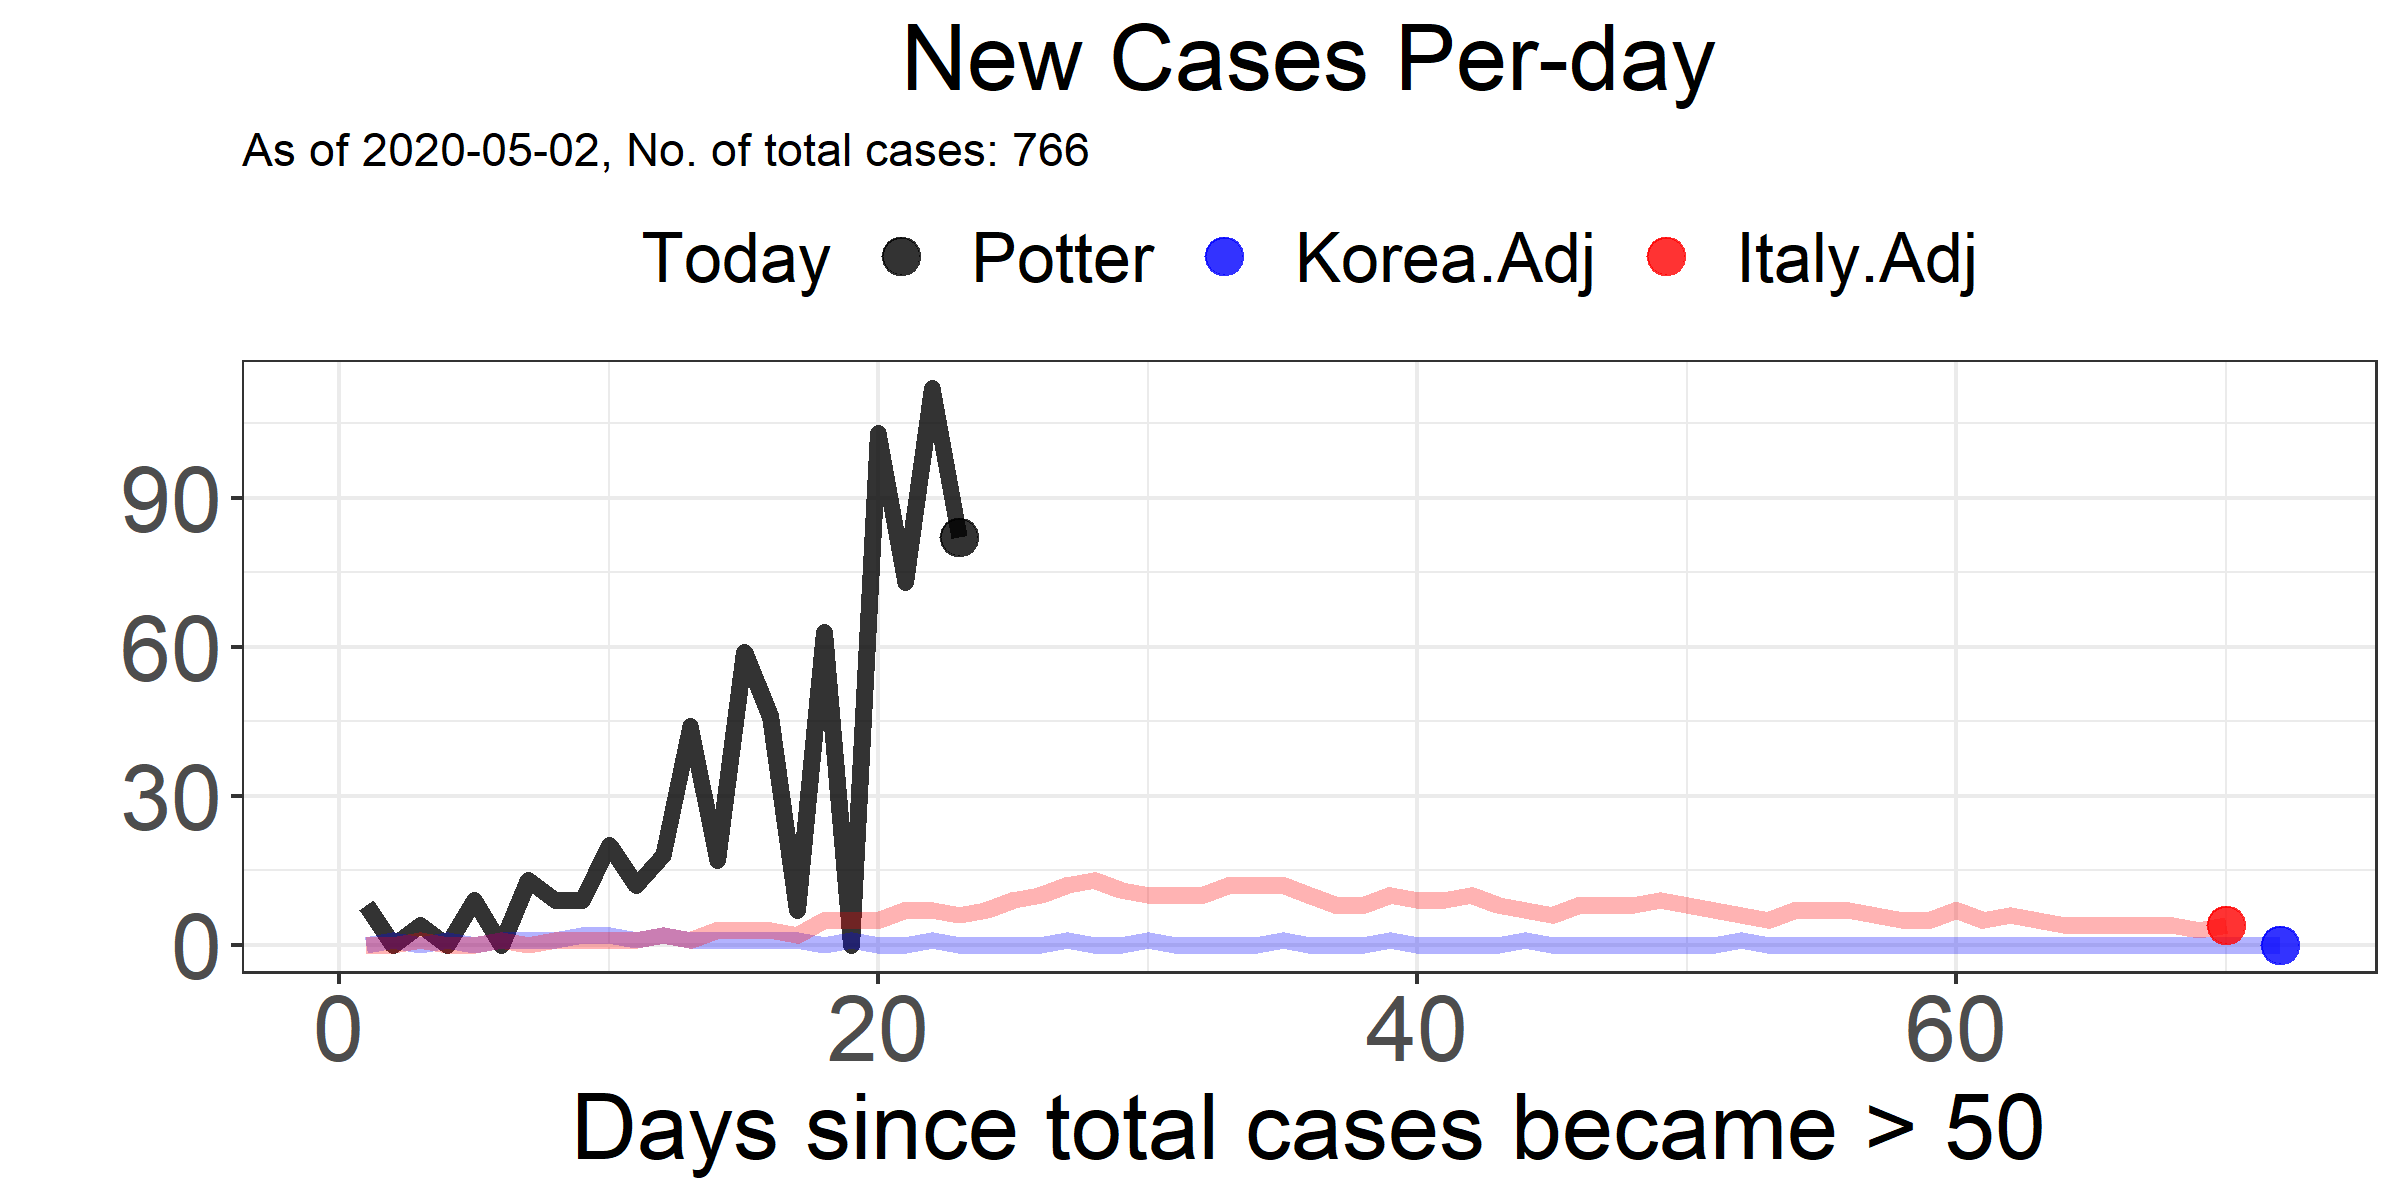 New Cases Per-day
As of 2020-05-02, No. of total cases: 766
Today Potter Korea.Adj Italy.Adj
90
60
30
0
0 20 40 60
Days since total cases became > 50